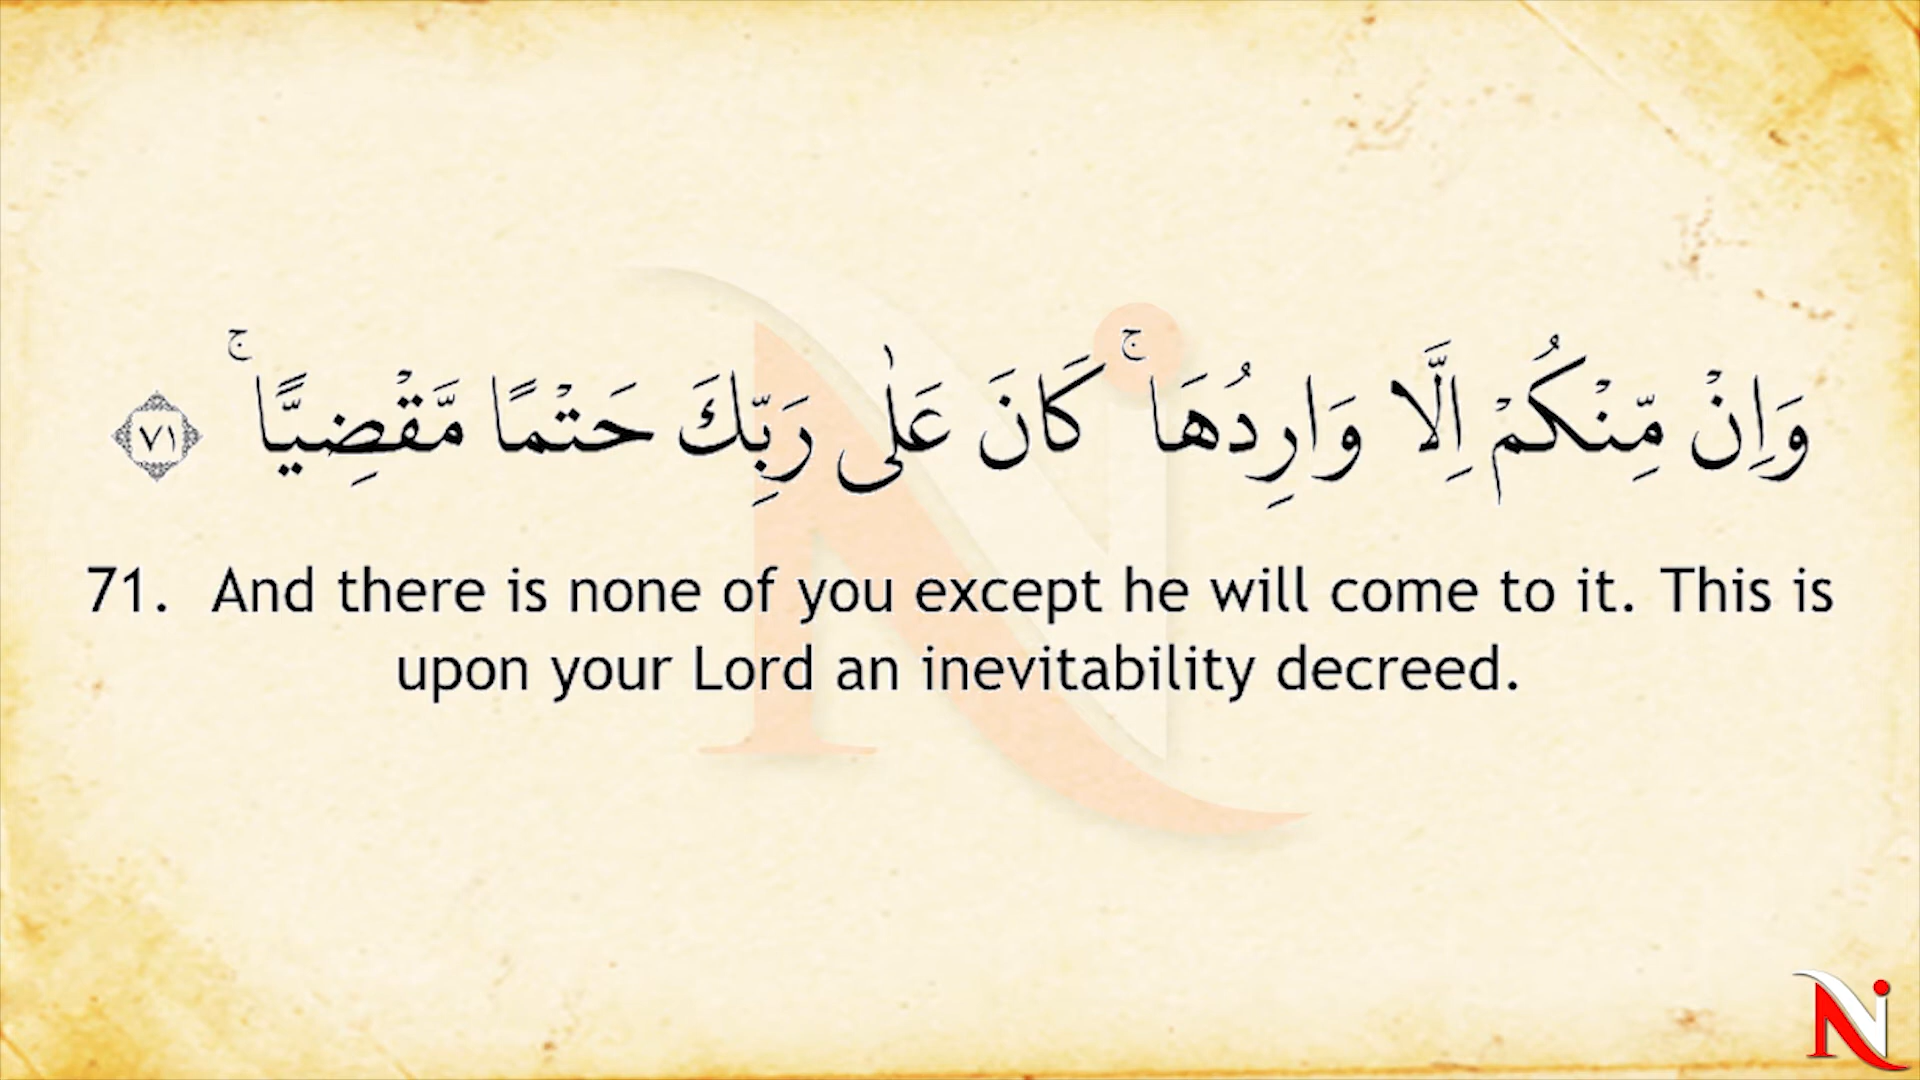 وَاِنْ مِّنْكُمْ اِلَّا وَارِدُهَا ۚ كَانَ عَلٰى رَبِّكَ حَتْمًا مَّقْضِيًّا ۚ ﴿٧١﴾
71. And there is none of you except he will come to it. This is
upon your Lord an inevitability decreed.
Ni